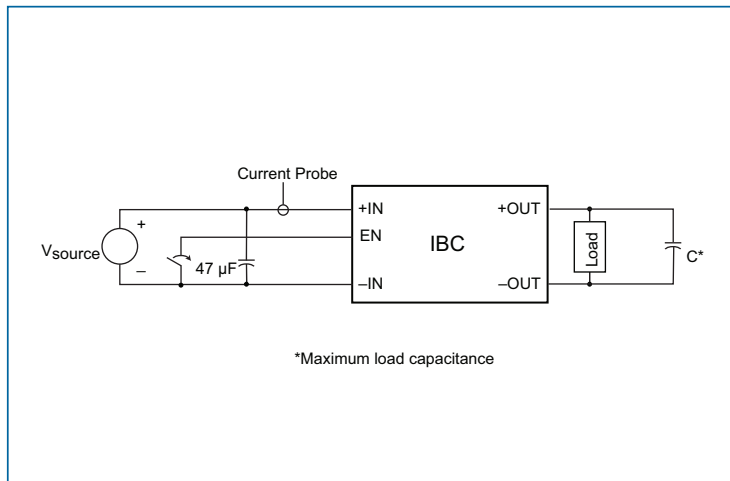 Current Probe
+IN
+OUT
+
EN
IBC
Load
Vsource
47 µF
C*
–
–IN
–OUT
*Maximum load capacitance